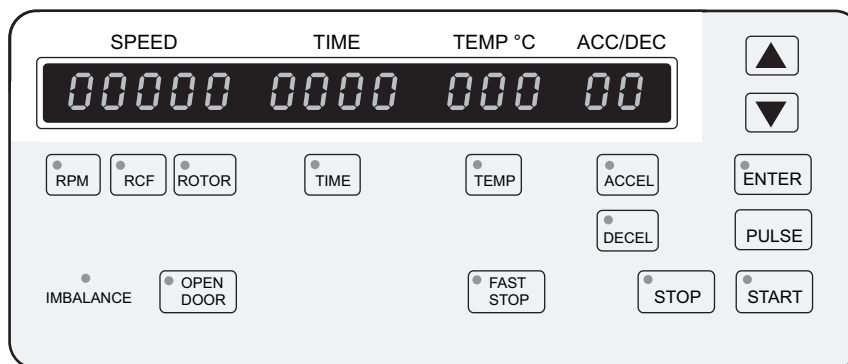 SPEED TIME TEMP °C ACC/DEC
00000 0000 000 00
RPM RCF ROTOR TIME TEMP ACCEL ENTER
DECEL PULSE
IMBALANCE OPEN DOOR FAST STOP STOP START